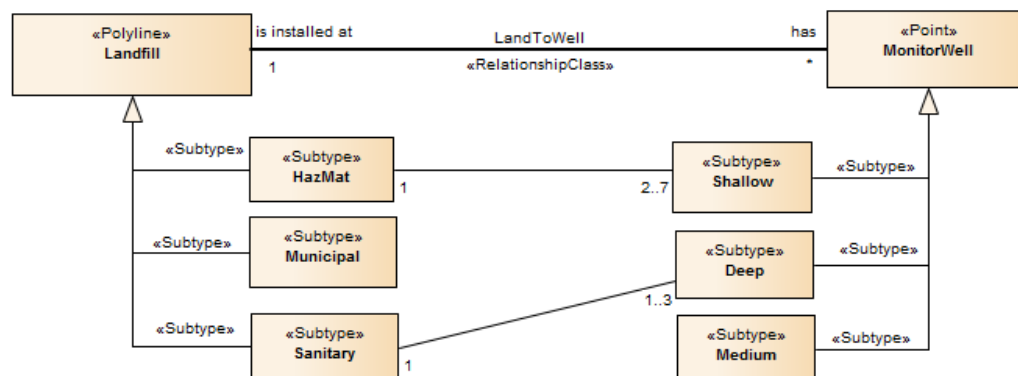 «Polyline»
Landfill
is installed at
LandToWell
has
1
«RelationshipClass»
*
«Point»
MonitorWell
«Subtype»
«Subtype»
HazMat
1
2..7
«Subtype»
Shallow
«Subtype»
«Subtype»
«Subtype»
Municipal
«Subtype»
Deep
«Subtype»
1..3
«Subtype»
«Subtype»
Sanitary
1
«Subtype»
Medium
«Subtype»